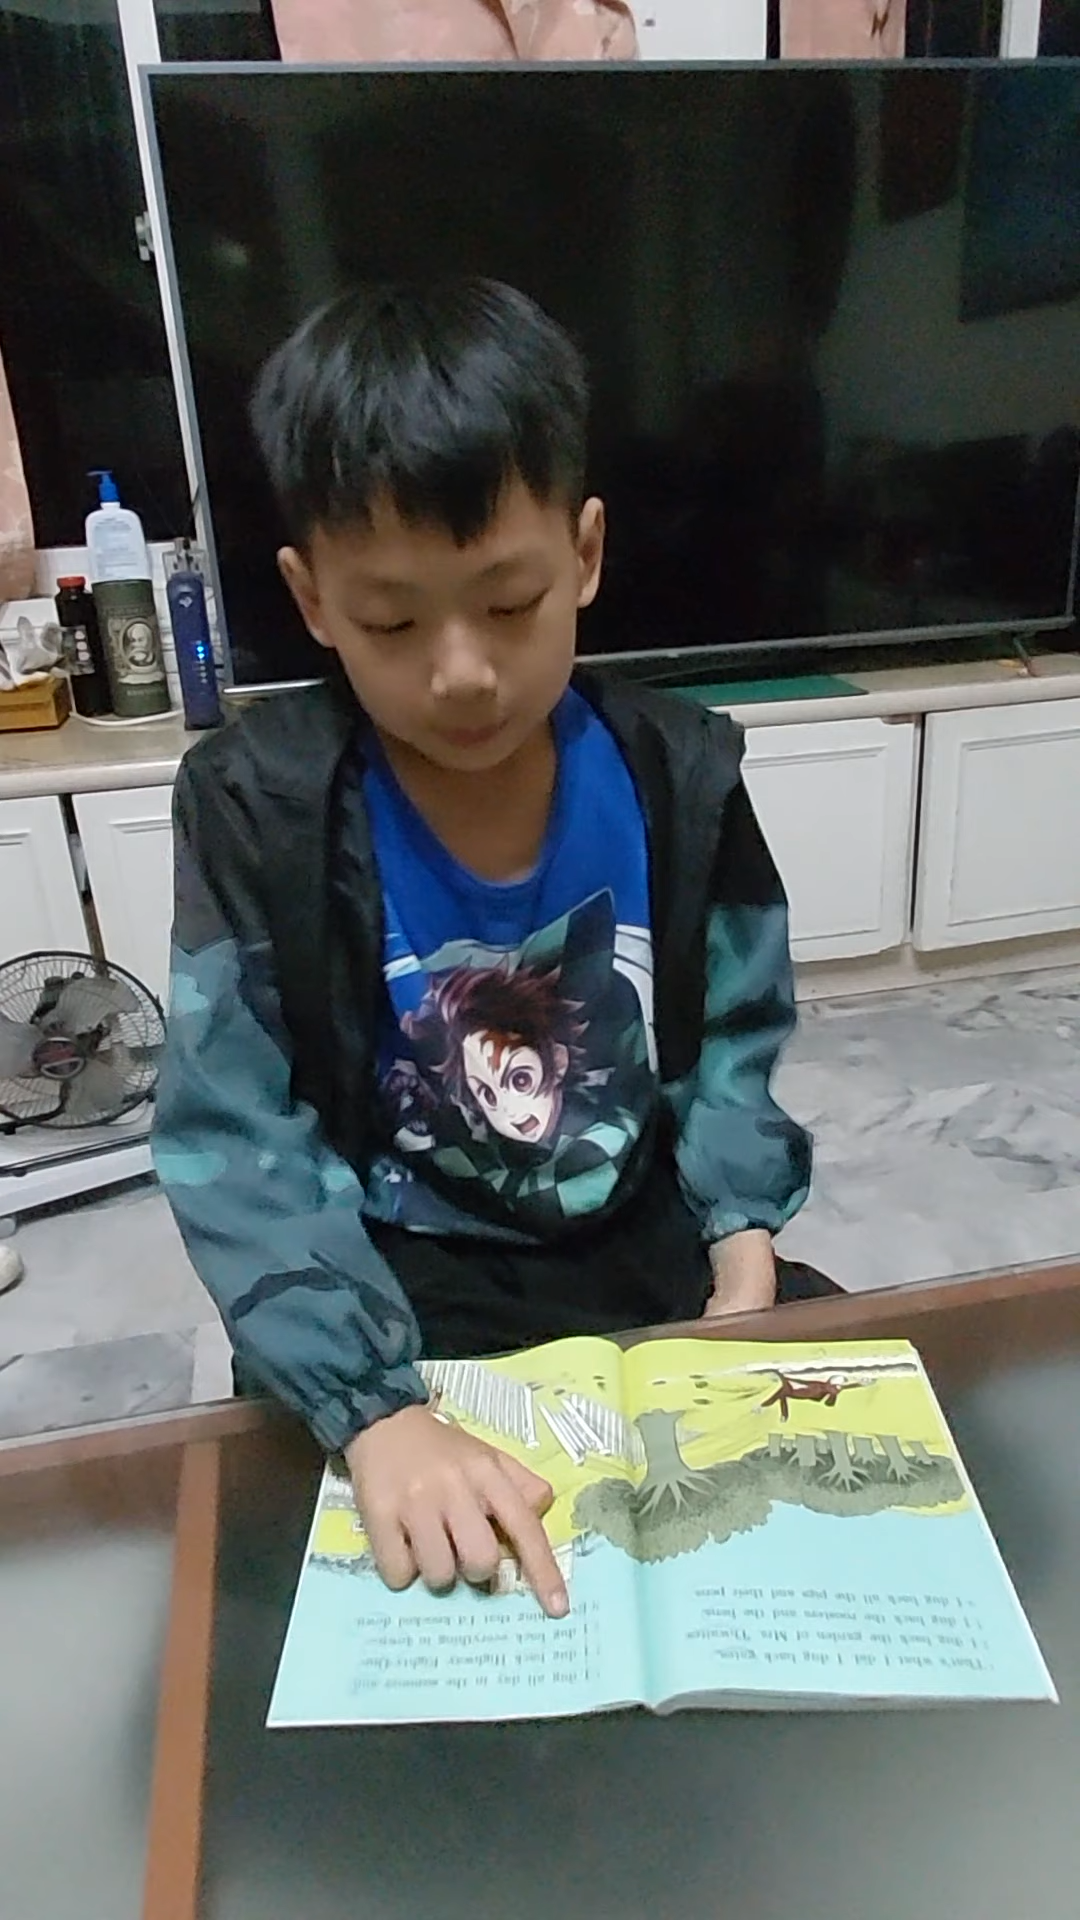 That's what I did. I dug back gates.
I dug back the garden of Mrs. Thwaites.
I dug back the roosters and the hens.
I dug back all the pigs and their pens.
I dug all day in the summer sun.
I dug back Highway Eighty-One.
I dug back everything in town—
that I'd knocked down.